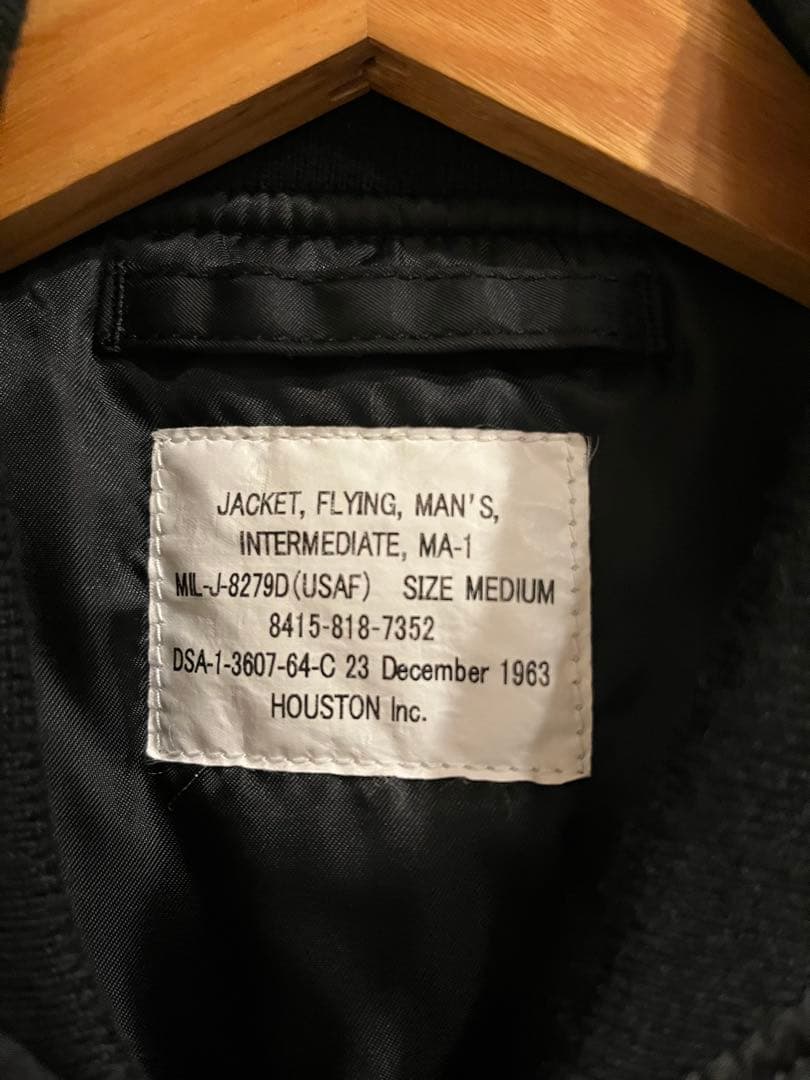 JACKET, FLYING, MAN'S,
INTERMEDIATE, MA-1
MIL-J-8279D(USAF) SIZE MEDIUM
8415-818-7352
DSA-1-3607-64-C 23 December 1963
HOUSTON Inc.